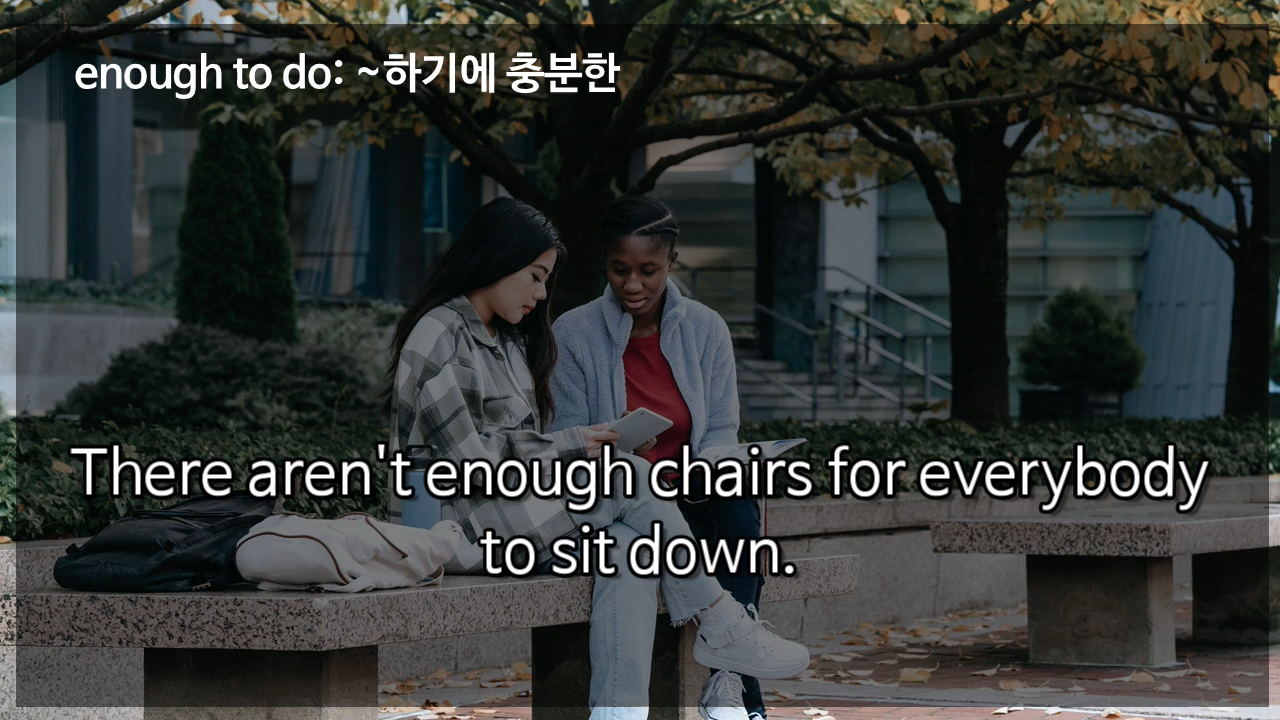 enough to do: ~하기에 충분한
There aren't enough chairs for everybody
to sit down.